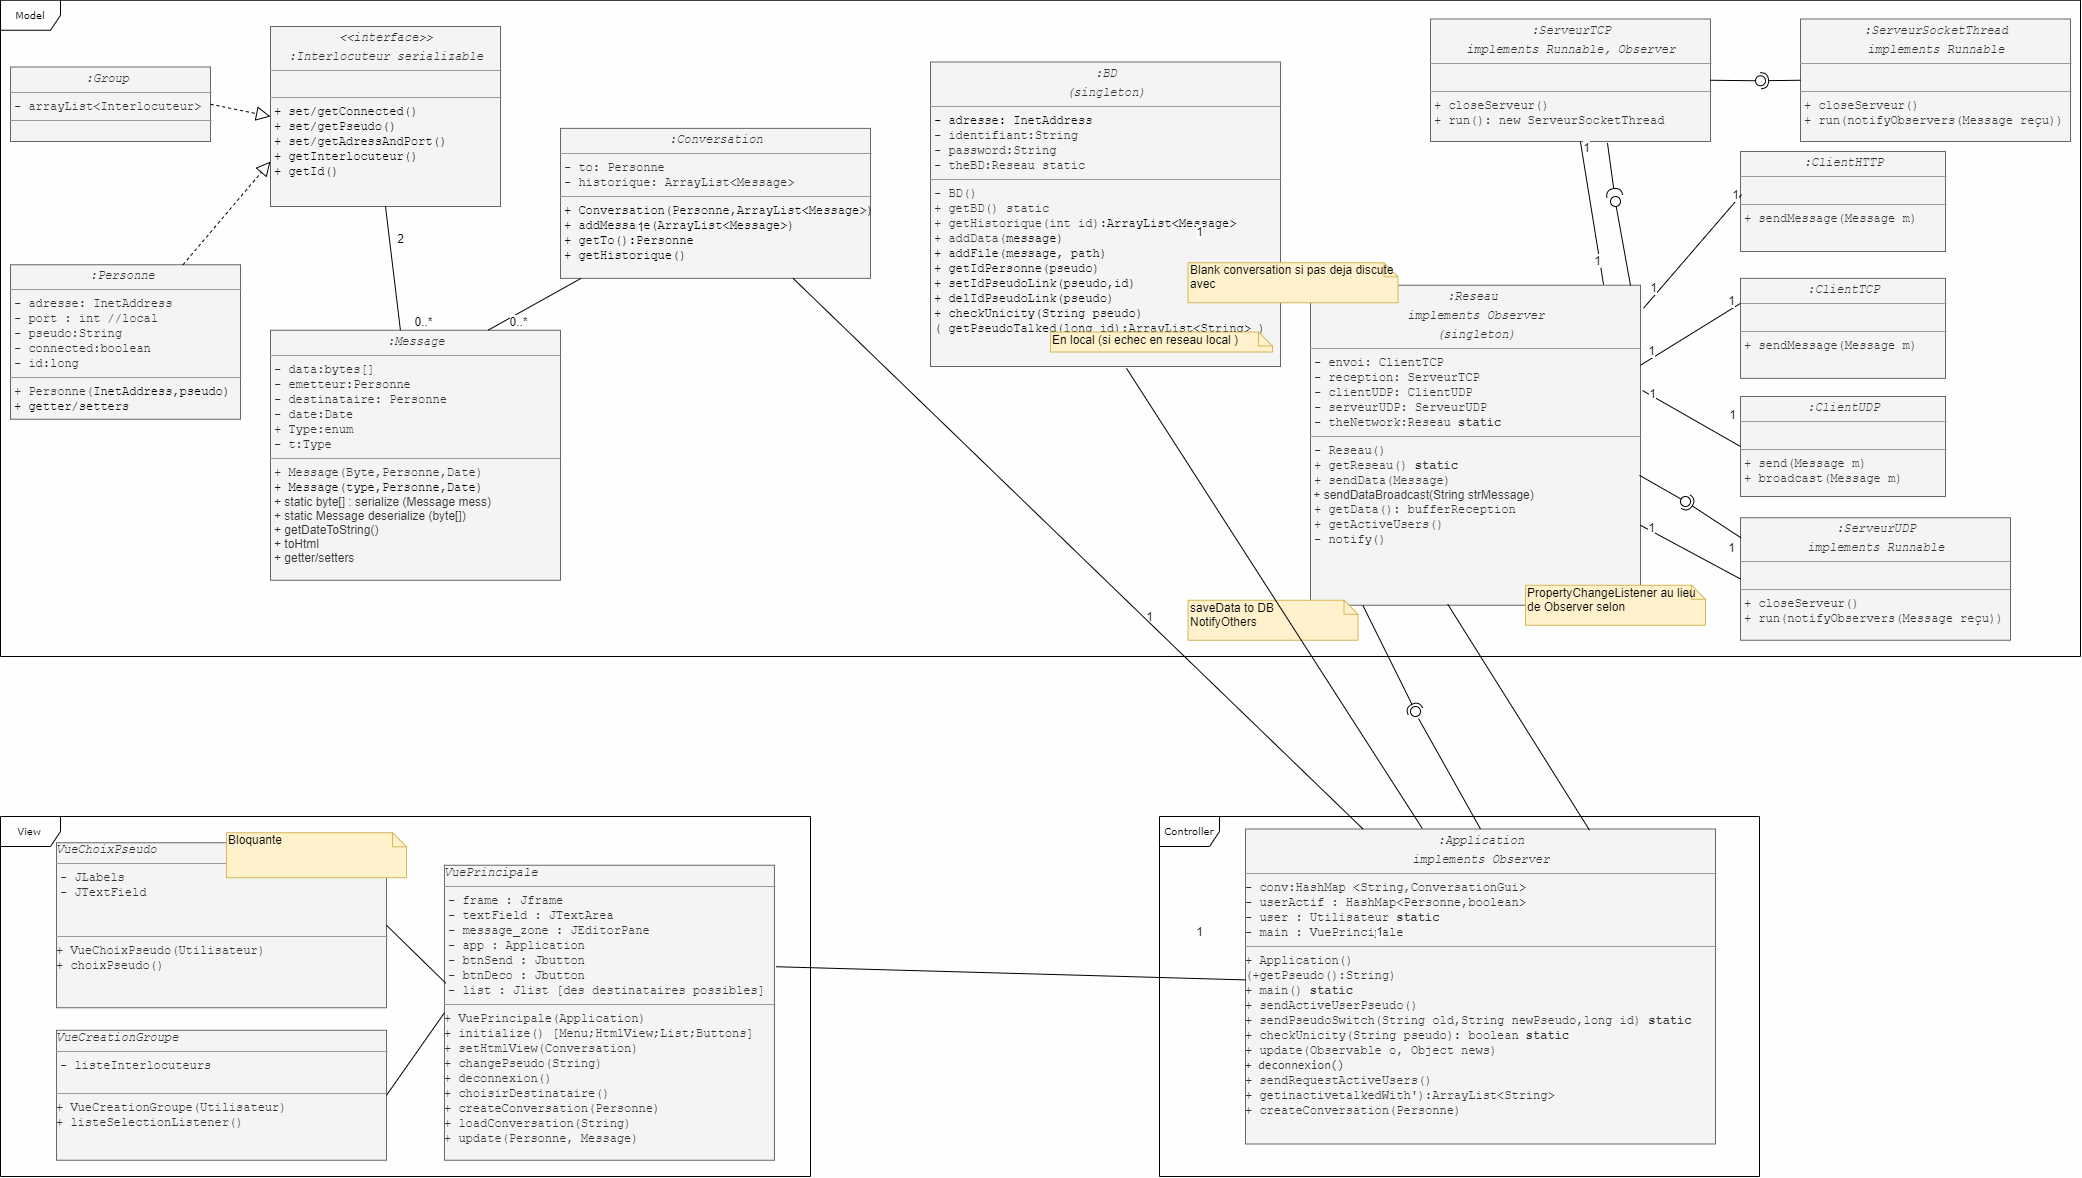 Model
:Group
- arrayList<Interlocuteur>
<<interface>>
:Interlocuteur serializable
+ set/getConnected()
+ set/getPseudo()
+ set/getAdressAndPort()
+ getInterlocuteur()
+ getId()
:Personne
- adresse: InetAddress
- port : int //local
- pseudo:String
- connected:boolean
- id:long
+ Personne(InetAddress,pseudo)
+ getter/setters
2
0..*
0..*
:Conversation
- to: Personne
- historique: ArrayList<Message>
+ Conversation(Personne,ArrayList<Message>)
+ addMessage(ArrayList<Message>)
1
+ getTo():Personne
+ getHistorique()
:Message
- data:bytes[]
- emetteur:Personne
- destinataire: Personne
- date:Date
+ Type:enum
- t:Type
+ Message(Byte,Personne,Date)
+ Message(type,Personne,Date)
+ static byte[] : serialize (Message mess)
+ static Message deserialize (byte[])
+ getDateToString()
+ toHtml
+ getter/setters
:BD
(singleton)
- adresse: InetAddress
- identifiant:String
- password:String
- theBD:Reseau static
- BD()
+ getBD() static
+ getHistorique(int id):ArrayList<Message>
1
+ addData(message)
+ addFile(message, path)
+ getIdPersonne(pseudo)
+ setIdPseudoLink(pseudo,id)
+ delIdPseudoLink(pseudo)
+ checkUnicity(String pseudo)
( getPseudoTalked(long id):ArrayList<String> )
Blank conversation si pas deja discute
avec
En local (si echec en reseau local )
:ServeurTCP
implements Runnable, Observer
+ closeServeur()
+ run(): new ServeurSocketThread
:ServeurSocketThread
implements Runnable
+ closeServeur()
+ run(notifyObservers(Message reçu))
1
1
:ClientHTTP
+ sendMessage(Message m)
1
1
:ClientTCP
+ sendMessage(Message m)
1
1
:ClientUDP
+ send(Message m)
+ broadcast(Message m)
1
1
:Reseau
implements Observer
(singleton)
- envoi: ClientTCP
- reception: ServeurTCP
- clientUDP: ClientUDP
- serveurUDP: ServeurUDP
- theNetwork:Reseau static
- Reseau()
+ getReseau() static
+ sendData(Message)
+ sendDataBroadcast(String strMessage)
+ getData(): bufferReception
+ getActiveUsers()
- notify()
:ServeurUDP
implements Runnable
+ closeServeur()
+ run(notifyObservers(Message reçu))
1
1
PropertyChangeListener au lieu
de Observer selon
saveData to DB
NotifyOthers
1
View
VueChoixPseudo
- JLabels
- JTextField
+ VueChoixPseudo(Utilisateur)
+ choixPseudo()
Bloquante
VueCreationGroupe
- listeInterlocuteurs
+ VueCreationGroupe(Utilisateur)
+ listeSelectionListener()
VuePrincipale
- frame : Jframe
- textField : JTextArea
- message_zone : JEditorPane
- app : Application
- btnSend : Jbutton
- btnDeco : Jbutton
- list : Jlist [des destinataires possibles]
+ VuePrincipale(Application)
+ initialize() [Menu;HtmlView;List;Buttons]
+ setHtmlView(Conversation)
+ changePseudo(String)
+ deconnexion()
+ choisirDestinataire()
+ createConversation(Personne)
+ loadConversation(String)
+ update(Personne, Message)
Controller
1
:Application
implements Observer
- conv:HashMap <String,ConversationGui>
- userActif : HashMap<Personne,boolean>
- user : Utilisateur static
- main : VuePrincipale
1
+ Application()
(+getPseudo():String)
+ main() static
+ sendActiveUserPseudo()
+ sendPseudoSwitch(String old,String newPseudo,long id) static
+ checkUnicity(String pseudo): boolean static
+ update(Observable o, Object news)
+ deconnexion()
+ sendRequestActiveUsers()
+ getinactivetalkedWith'):ArrayList<String>
+ createConversation(Personne)